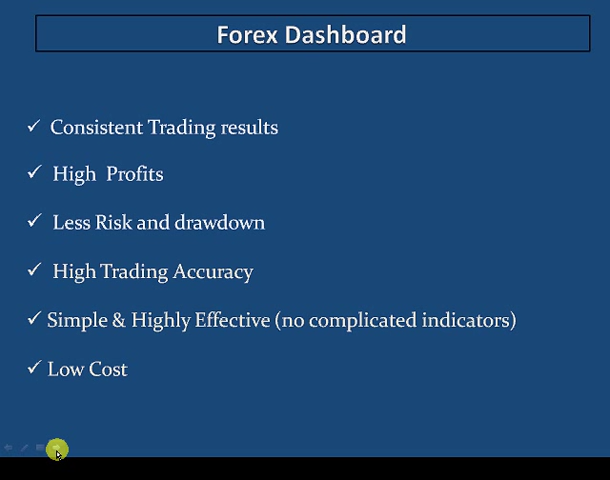 Forex Dashboard
✓ Consistent Trading results
✓ High Profits
✓ Less Risk and drawdown
✓ High Trading Accuracy
✓ Simple & Highly Effective (no complicated indicators)
✓ Low Cost